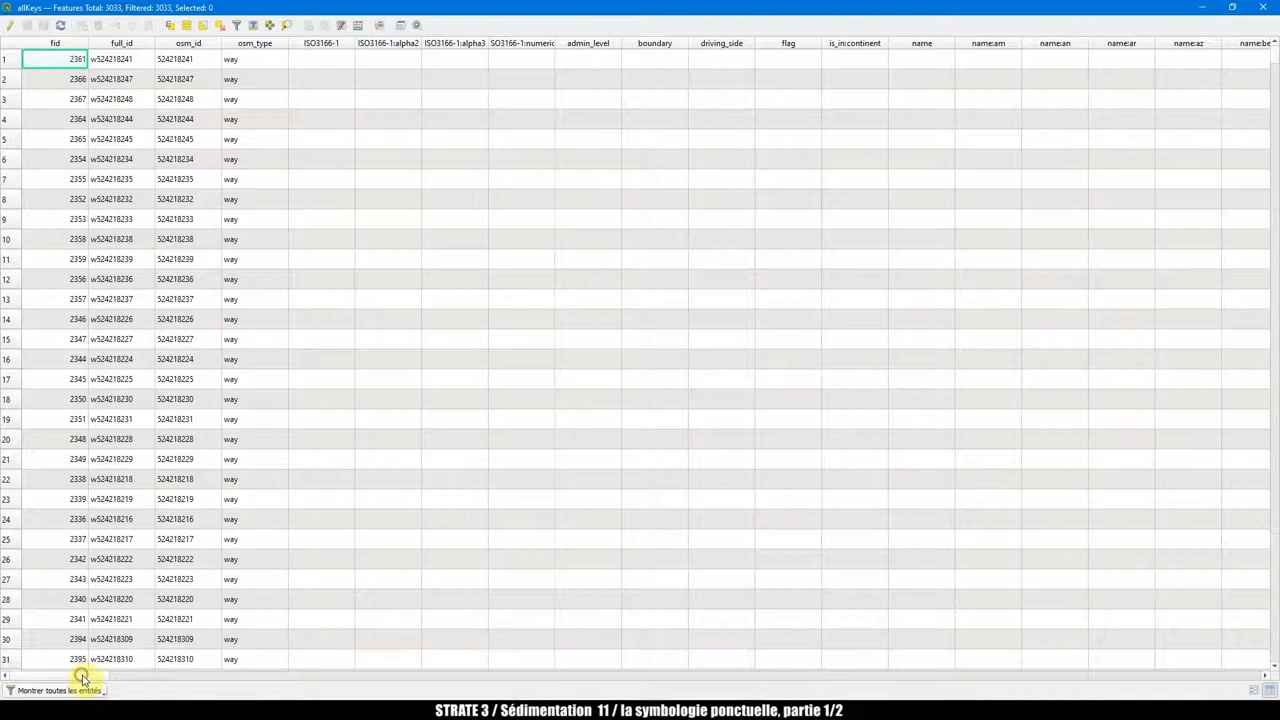 allKeys — Features Total: 3033, Filtered: 3033, Selected: 0
fid full_id osm_id osm_type ISO3166-1 ISO3166-1:alpha2 ISO3166-1:alpha3 SO3166-1:numeric admin_level boundary driving_side flag is_in:continent name name:am name:an name:ar name:az name:be
1 2361 w524218241 524218241 way
2 2366 w524218247 524218247 way
3 2367 w524218248 524218248 way
4 2364 w524218244 524218244 way
5 2365 w524218245 524218245 way
6 2354 w524218234 524218234 way
7 2355 w524218235 524218235 way
8 2352 w524218232 524218232 way
9 2353 w524218233 524218233 way
10 2358 w524218238 524218238 way
11 2359 w524218239 524218239 way
12 2356 w524218236 524218236 way
13 2357 w524218237 524218237 way
14 2346 w524218226 524218226 way
15 2347 w524218227 524218227 way
16 2344 w524218224 524218224 way
17 2345 w524218225 524218225 way
18 2350 w524218230 524218230 way
19 2351 w524218231 524218231 way
20 2348 w524218228 524218228 way
21 2349 w524218229 524218229 way
22 2338 w524218218 524218218 way
23 2339 w524218219 524218219 way
24 2336 w524218216 524218216 way
25 2337 w524218217 524218217 way
26 2342 w524218222 524218222 way
27 2343 w524218223 524218223 way
28 2340 w524218220 524218220 way
29 2341 w524218221 524218221 way
30 2394 w524218309 524218309 way
31 2395 w524218310 524218310 way
Montrer toutes les entités
STRATE 3 / Sédimentation 11 / la symbologie ponctuelle, partie 1/2